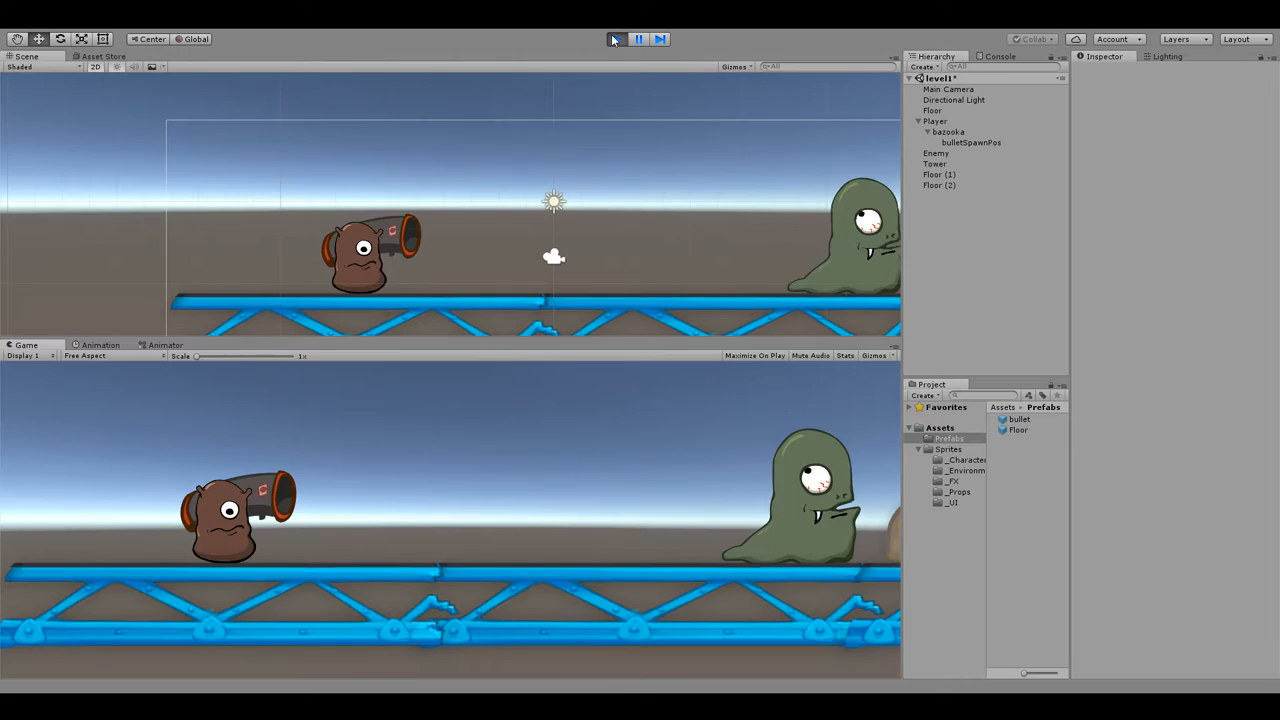 Center
Global
Collab
Account
Layers
Layout
Scene
Asset Store
Shaded
2D
Gizmos
All
Hierarchy
Console
Create
All
level1*
Main Camera
Directional Light
Floor
Player
bazooka
bulletSpawnPos
Enemy
Tower
Floor (1)
Floor (2)
Inspector
Lighting
Game
Animation
Animator
Display 1
Free Aspect
Scale
1x
Maximize On Play
Mute Audio
Stats
Gizmos
Project
Create
Favorites
Assets
Prefabs
Sprites
_Character
_Environm
_FX
_Props
_UI
Assets
Prefabs
bullet
Floor